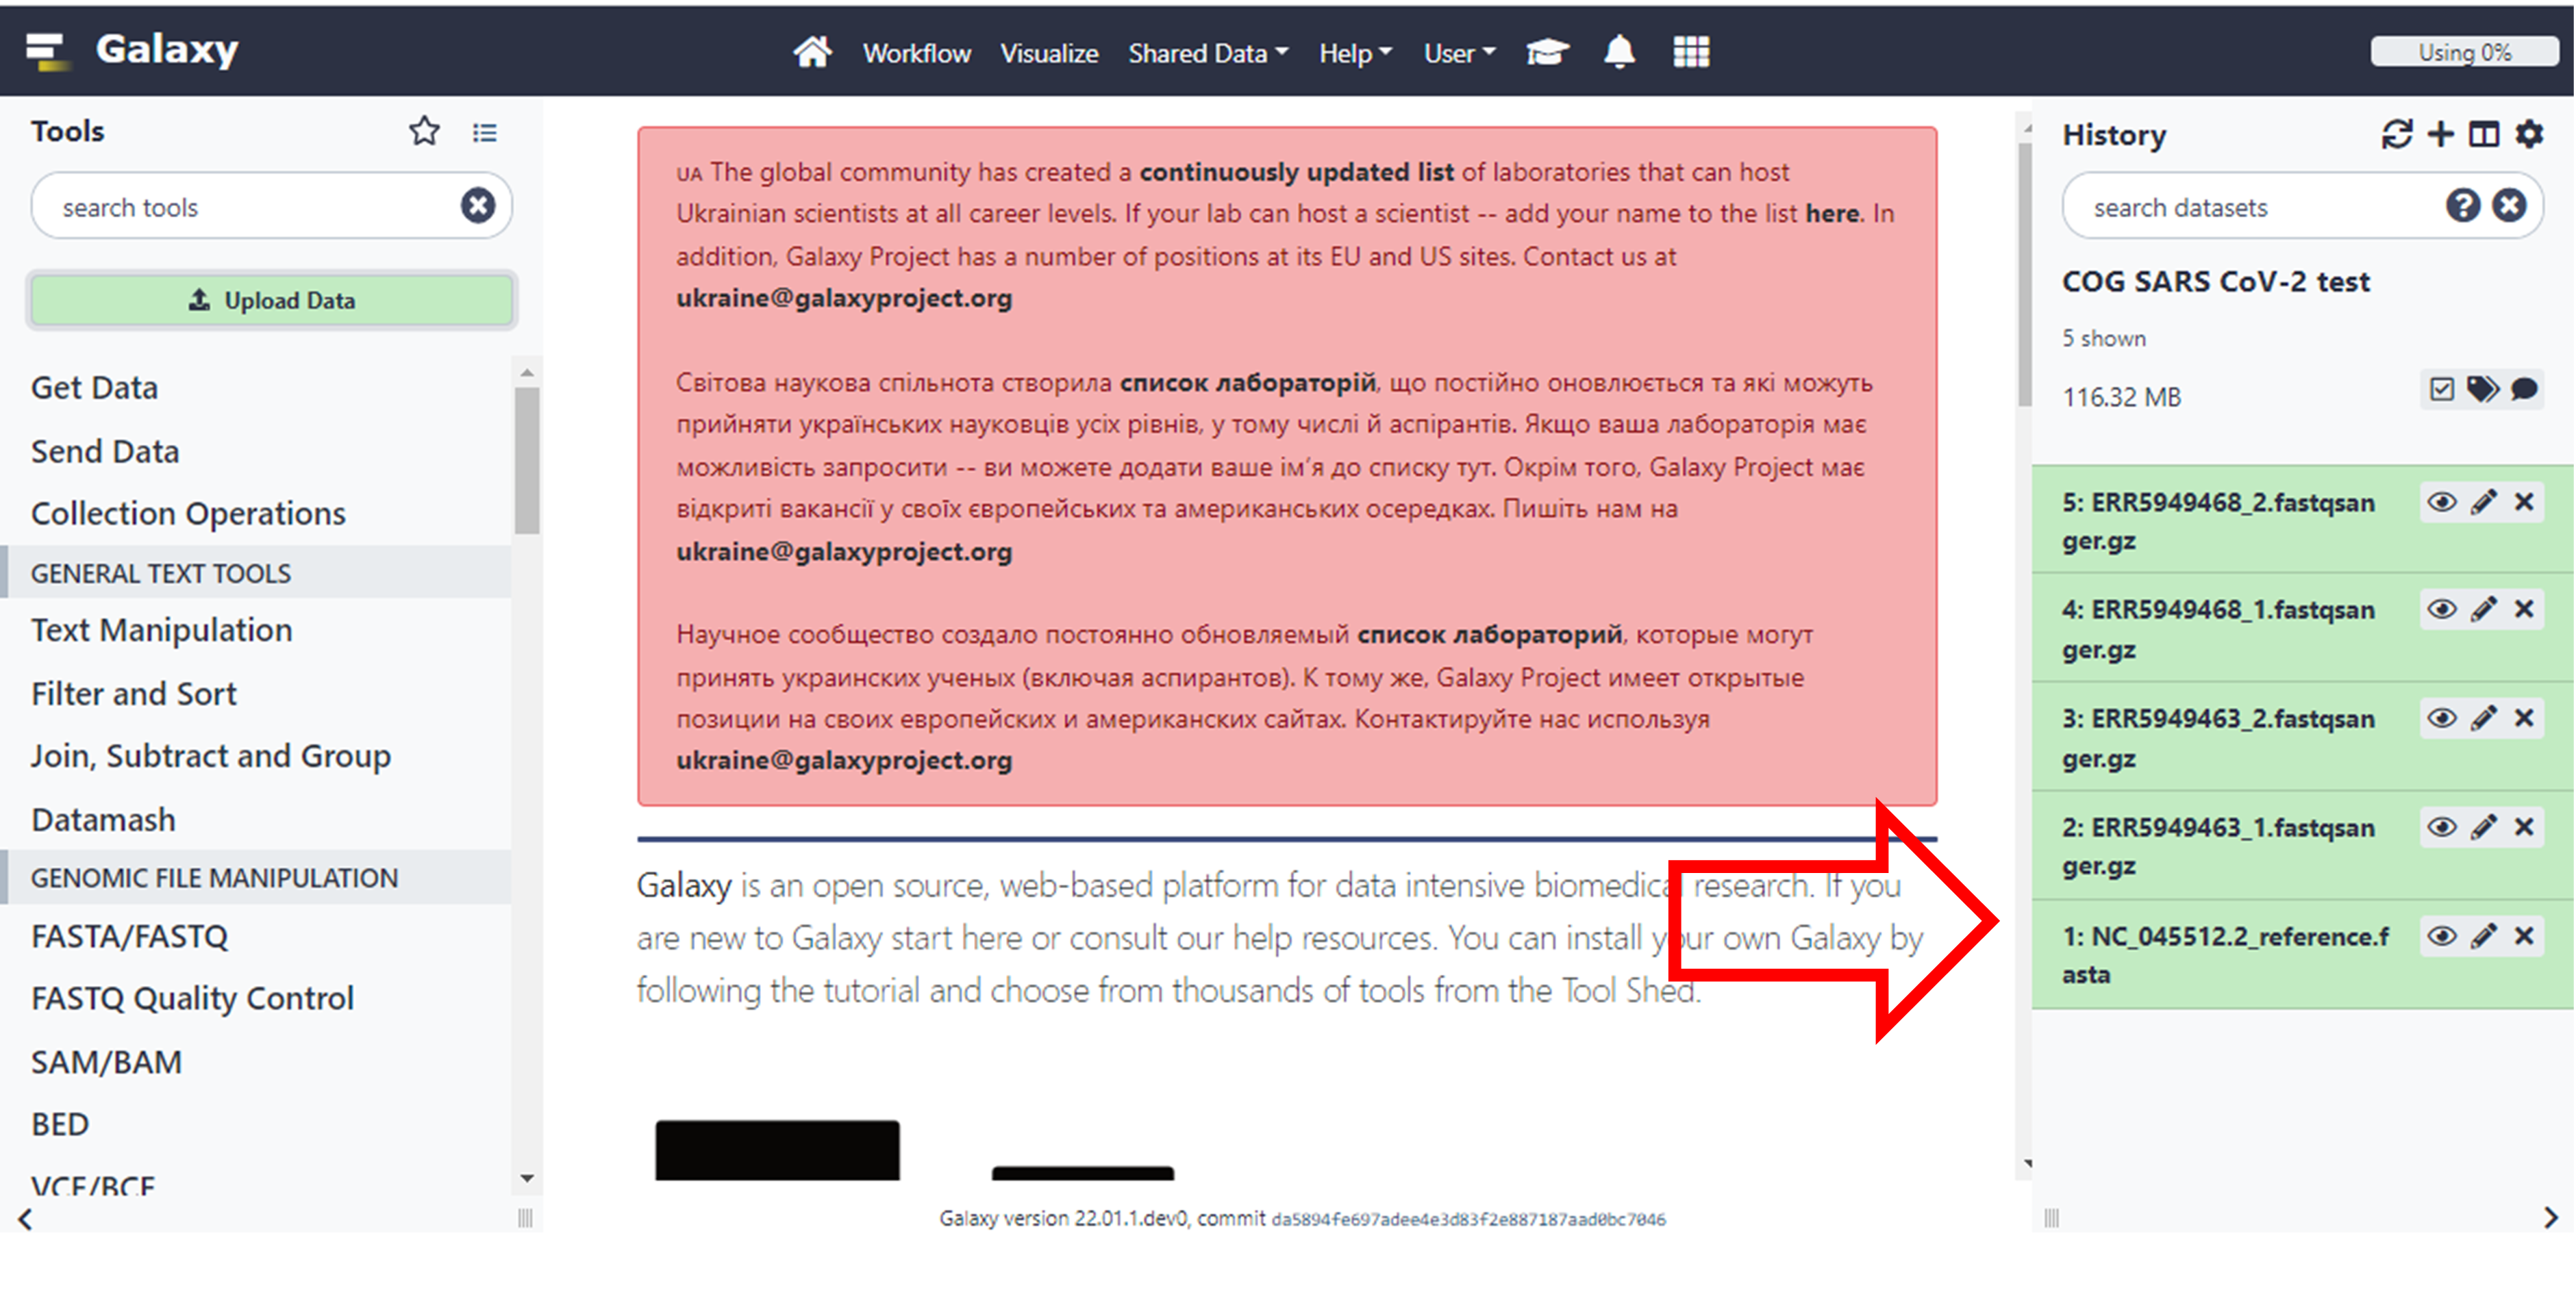 Galaxy
Workflow Visualize Shared Data Help User
Using 0%
Tools
search tools
Upload Data
Get Data
Send Data
Collection Operations
GENERAL TEXT TOOLS
Text Manipulation
Filter and Sort
Join, Subtract and Group
Datamash
GENOMIC FILE MANIPULATION
FASTA/FASTQ
FASTQ Quality Control
SAM/BAM
BED
VCF/BCF
UA The global community has created a continuously updated list of laboratories that can host
Ukrainian scientists at all career levels. If your lab can host a scientist -- add your name to the list here. In
addition, Galaxy Project has a number of positions at its EU and US sites. Contact us at
ukraine@galaxyproject.org
Світова наукова спільнота створила список лабораторій, що постійно оновлюється та які можуть
прийняти українських науковців усіх рівнів, у тому числі й аспірантів. Якщо ваша лабораторія має
можливість запросити -- ви можете додати ваше ім’я до списку тут. Окрім того, Galaxy Project має
відкриті вакансії у своїх європейських та американських осередках. Пишіть нам на
ukraine@galaxyproject.org
Научное сообщество создало постоянно обновляемый список лабораторий, которые могут
принять украинских ученых (включая аспирантов). К тому же, Galaxy Project имеет открытые
позиции на своих европейских и американских сайтах. Контактируйте нас используя
ukraine@galaxyproject.org
Galaxy is an open source, web-based platform for data intensive biomedical research. If you
are new to Galaxy start here or consult our help resources. You can install your own Galaxy by
following the tutorial and choose from thousands of tools from the Tool Shed.
Galaxy version 22.01.1.dev0, commit da5894fe697adee4e3d83f2e887187aad0bc7046
History
search datasets
COG SARS CoV-2 test
5 shown
116.32 MB
5: ERR5949468_2.fastqsan
ger.gz
4: ERR5949468_1.fastqsan
ger.gz
3: ERR5949463_2.fastqsan
ger.gz
2: ERR5949463_1.fastqsan
ger.gz
1: NC_045512.2_reference.f
asta